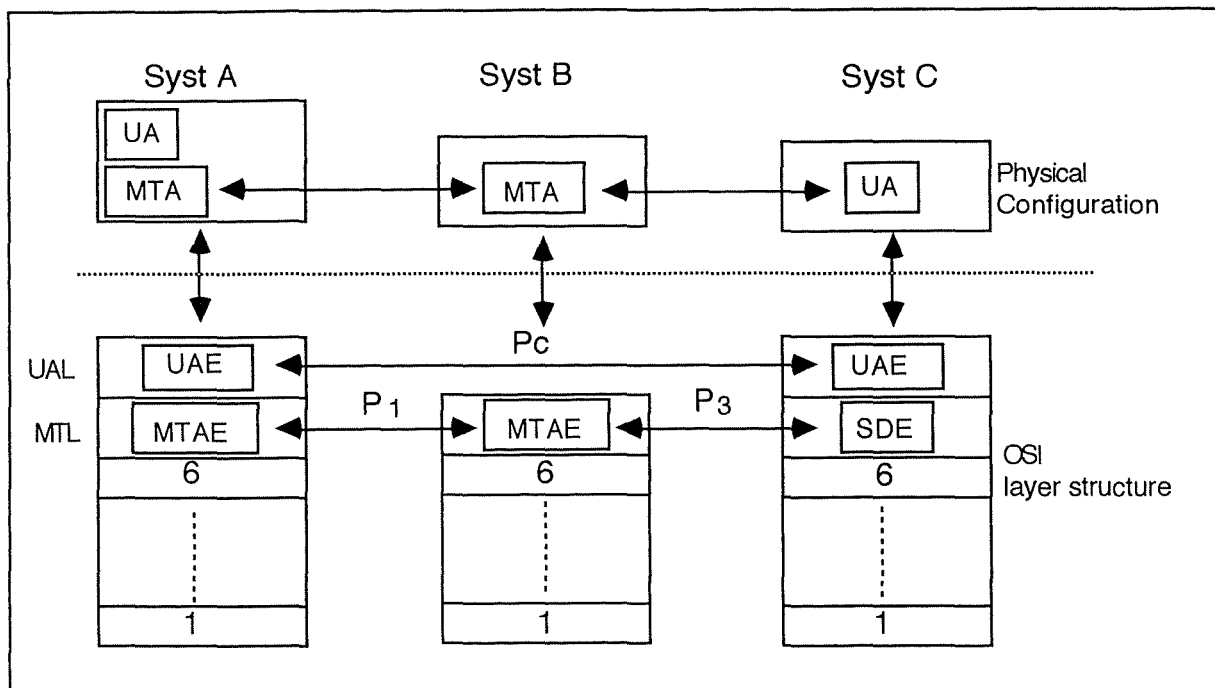 Syst A
Syst B
Syst C
UA
MTA
MTA
UA
Physical
Configuration
Pc
UAL
UAE
UAE
P1
P3
MTL
MTAE
MTAE
SDE
6
6
6
OSI
layer structure
1
1
1